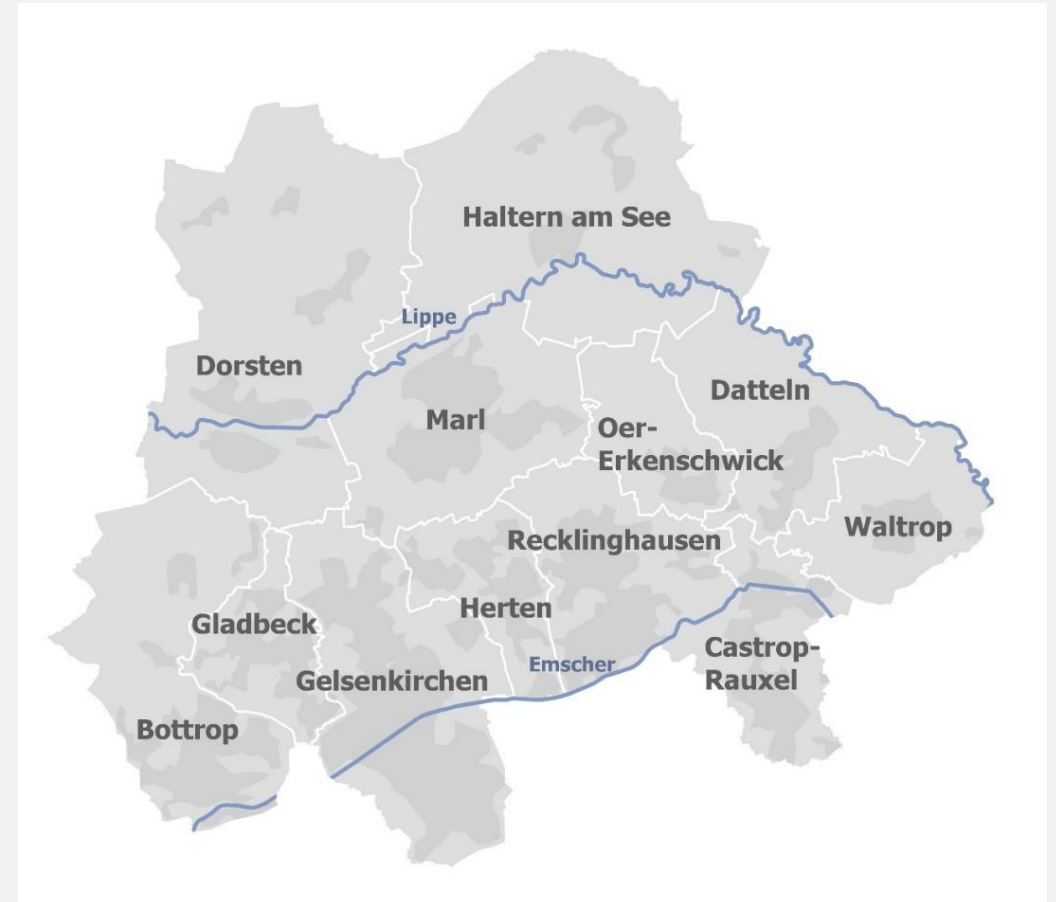 Haltern am See
Lippe
Dorsten
Datteln
Marl
Oer-
Erkenschwick
Waltrop
Recklinghausen
Herten
Gladbeck
Castrop-
Rauxel
Emscher
Gelsenkirchen
Bottrop